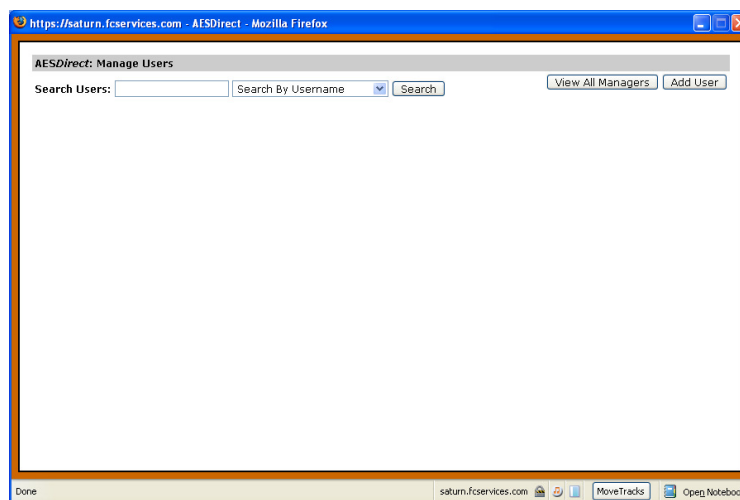 https://saturn.fcservices.com - AESDirect - Mozilla Firefox
AESDirect: Manage Users
Search Users: Search By Username Search View All Managers Add User
Done saturn.fcservices.com MoveTracks Open Notebook